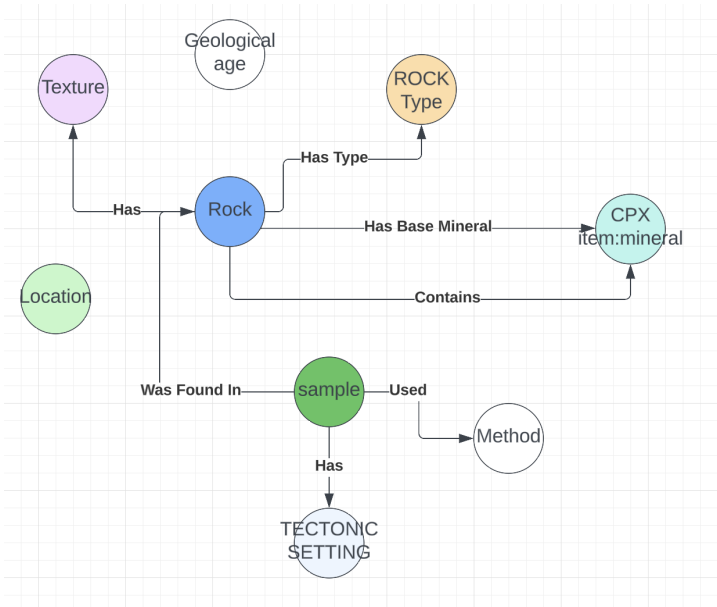 Geological
age
Texture
ROCK
Type
Has Type
Has
Rock
Has Base Mineral
CPX
item:mineral
Location
Contains
Was Found In
sample
Used
Method
Has
TECTONIC
SETTING